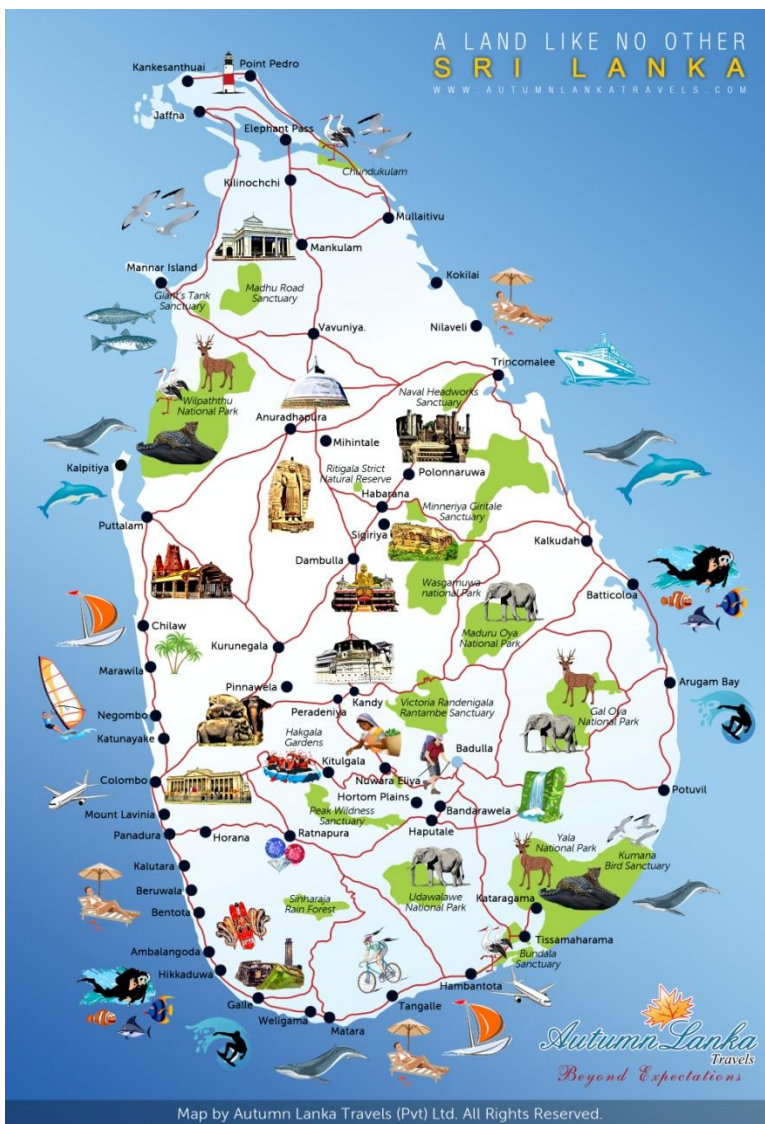 A LAND LIKE NO OTHER
SRI LANKA
WWW.AUTUMNLANKATRAVELS.COM
Kankesanthuai
Point Pedro
Jaffna
Elephant Pass
Chundukulam
Kilinochchi
Mullaitivu
Mankulam
Mannar Island
Kokilai
Giant's Tank
Sanctuary
Madhu Road
Sanctuary
Nilaveli
Vavuniya.
Trincomalee
Wilpaththu
National Park
Naval Headworks
Sanctuary
Anuradhapura
Mihintale
Kalpitiya
Ritigala Strict
Natural Reserve
Polonnaruwa
Habarana
Minneriya Giritale
Sanctuary
Puttalam
Sigiriya
Kalkudah
Dambulla
Wasgamuwa
national Park
Batticoloa
Chilaw
Maduru Oya
National Park
Kurunegala
Marawila
Pinnawela
Arugam Bay
Kandy
Peradeniya
Victoria Randenigala
Rantambe Sanctuary
Gal Oya
National Park
Negombo
Katunayake
Hakgala
Gardens
Badulla
Kitulgala
Colombo
Nuwara Eliya
Potuvil
Hortom Plains
Bandarawela
Mount Lavinia
Peak Wildness
Sanctuary
Haputale
Panadura
Horana
Ratnapura
Yala
National Park
Kumana
Bird Sanctuary
Kalutara
Beruwala
Bentota
Sinharaja
Rain Forest
Udawalawe
National Park
Kataragama
Tissamaharama
Bundala
Sanctuary
Ambalangoda
Hikkaduwa
Hambantota
Galle
Tangalle
Weligama
Matara
Autumn Lanka
Travels
Beyond Expectations
Map by Autumn Lanka Travels (Pvt) Ltd. All Rights Reserved.